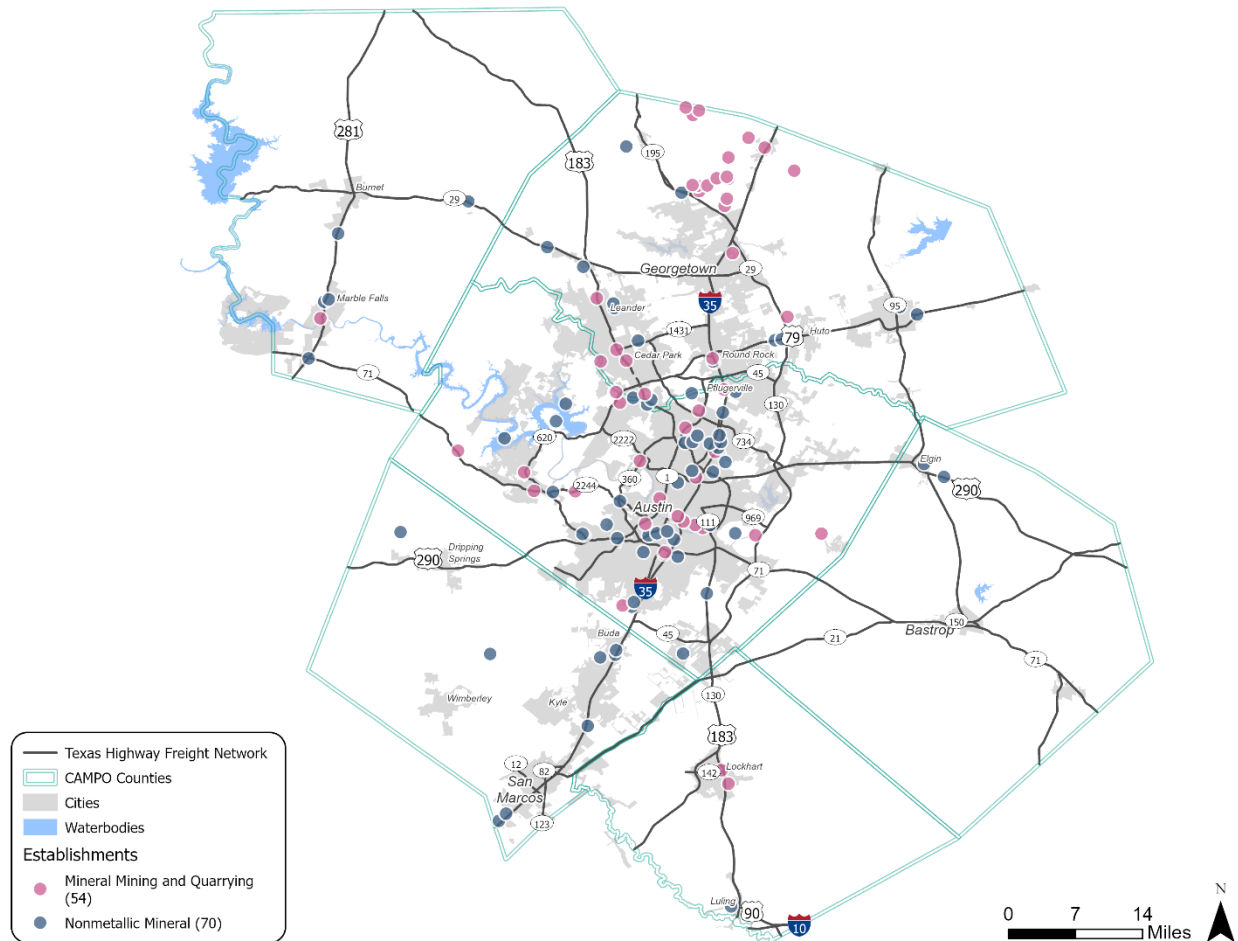 281
183
195
Burnet
29
Georgetown
29
Marble Falls
Leander
35
95
1431
79
Huto
Cedar Park
Round Rock
71
45
Pflugerville
130
620
2222
734
Elgin
360
1
290
2244
Austin
111
969
Dripping
Springs
290
71
35
150
Bastrop
Buda
45
21
71
Wimberley
Kyle
130
183
12
82
142
Lockhart
San
Marcos
123
Luling
90
10
Texas Highway Freight Network
CAMPO Counties
Cities
Waterbodies
Establishments
Mineral Mining and Quarrying
(54)
Nonmetallic Mineral (70)
N
0 7 14
Miles